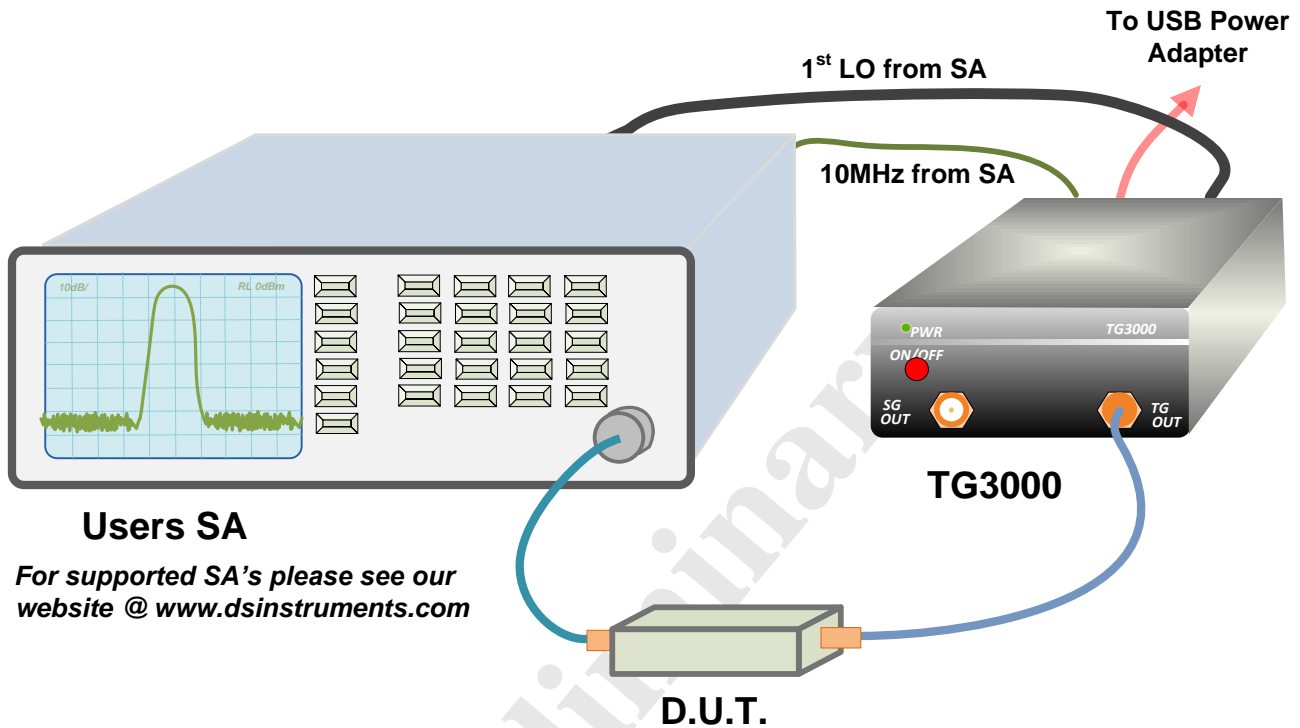 To USB Power
Adapter
1st LO from SA
10MHz from SA
10dB/
RL 0dBm
PWR
TG3000
ON/OFF
SG
OUT
TG
OUT
TG3000
Users SA
For supported SA's please see our
website @ www.dsinstruments.com
D.U.T.